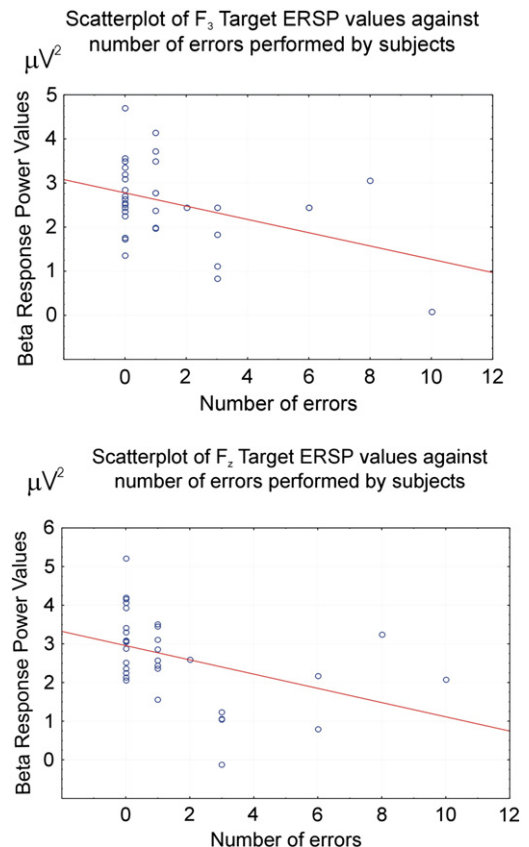 Scatterplot of F₃ Target ERSP values against
number of errors performed by subjects
μV²
5
4
3
2
1
0
Beta Response Power Values
0 2 4 6 8 10 12
Number of errors
Scatterplot of F_z Target ERSP values against
number of errors performed by subjects
μV²
6
5
4
3
2
1
0
Beta Response Power Values
0 2 4 6 8 10 12
Number of errors